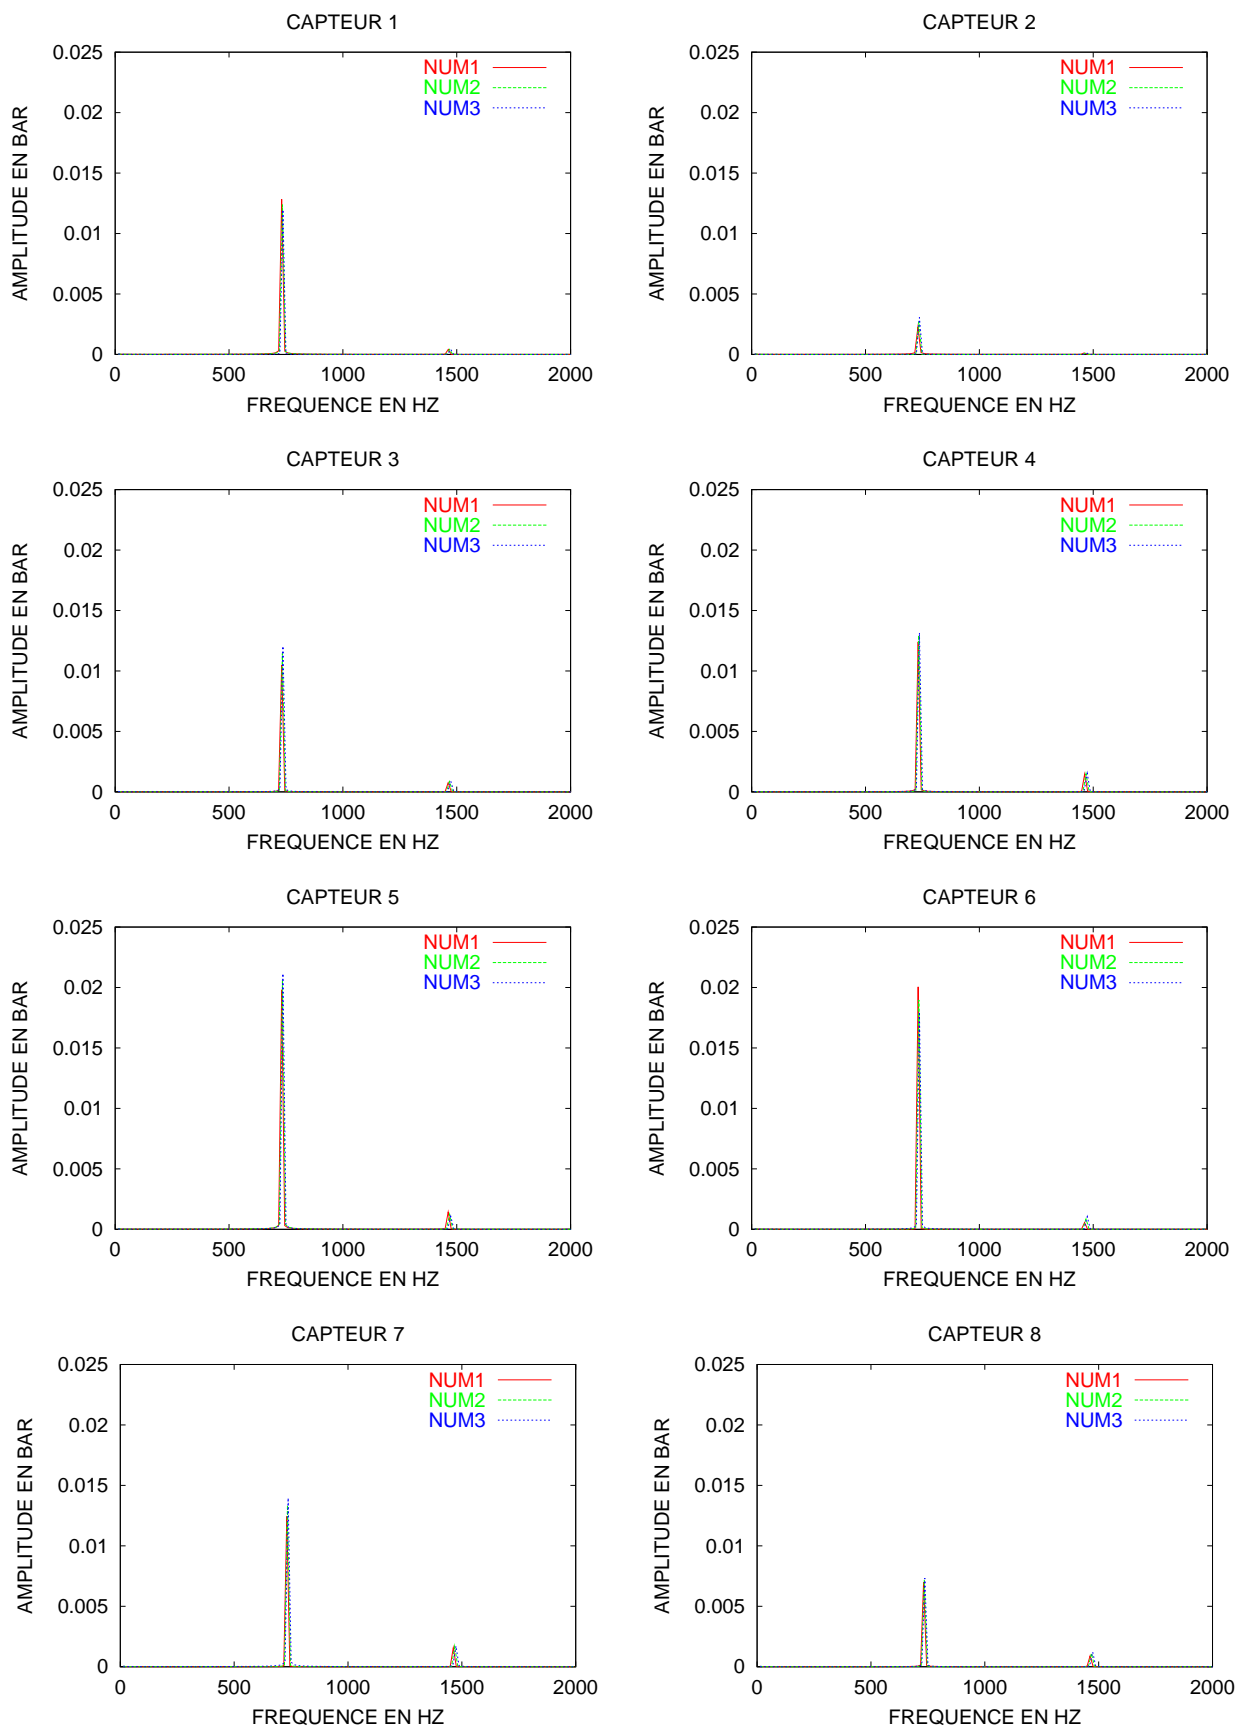 CAPTEUR 1
AMPLITUDE EN BAR
0.025
0.02
0.015
0.01
0.005
0
0 500 1000 1500 2000
FREQUENCE EN HZ
NUM1
NUM2
NUM3
CAPTEUR 2
AMPLITUDE EN BAR
0.025
0.02
0.015
0.01
0.005
0
0 500 1000 1500 2000
FREQUENCE EN HZ
NUM1
NUM2
NUM3
CAPTEUR 3
AMPLITUDE EN BAR
0.025
0.02
0.015
0.01
0.005
0
0 500 1000 1500 2000
FREQUENCE EN HZ
NUM1
NUM2
NUM3
CAPTEUR 4
AMPLITUDE EN BAR
0.025
0.02
0.015
0.01
0.005
0
0 500 1000 1500 2000
FREQUENCE EN HZ
NUM1
NUM2
NUM3
CAPTEUR 5
AMPLITUDE EN BAR
0.025
0.02
0.015
0.01
0.005
0
0 500 1000 1500 2000
FREQUENCE EN HZ
NUM1
NUM2
NUM3
CAPTEUR 6
AMPLITUDE EN BAR
0.025
0.02
0.015
0.01
0.005
0
0 500 1000 1500 2000
FREQUENCE EN HZ
NUM1
NUM2
NUM3
CAPTEUR 7
AMPLITUDE EN BAR
0.025
0.02
0.015
0.01
0.005
0
0 500 1000 1500 2000
FREQUENCE EN HZ
NUM1
NUM2
NUM3
CAPTEUR 8
AMPLITUDE EN BAR
0.025
0.02
0.015
0.01
0.005
0
0 500 1000 1500 2000
FREQUENCE EN HZ
NUM1
NUM2
NUM3